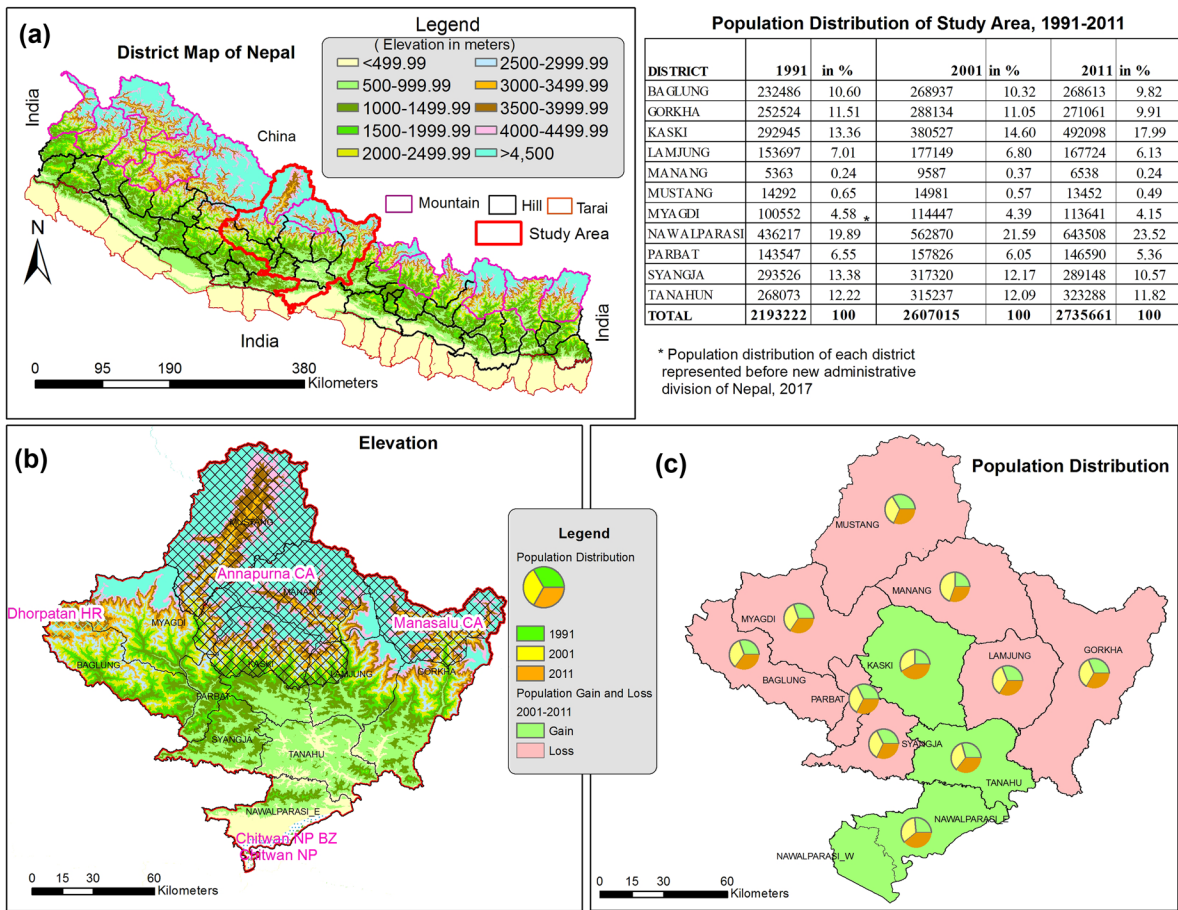 (a)
District Map of Nepal
Legend
( Elevation in meters)
<499.99
500-999.99
1000-1499.99
1500-1999.99
2000-2499.99
2500-2999.99
3000-3499.99
3500-3999.99
4000-4499.99
>4,500
India
China
Mountain
Hill
Tarai
Study Area
N
India
India
0 95 190 380
Kilometers
Population Distribution of Study Area, 1991-2011
DISTRICT 1991 in % 2001 in % 2011 in %
BAGLUNG 232486 10.60 268937 10.32 268613 9.82
GORKHA 252524 11.51 288134 11.05 271061 9.91
KASKI 292945 13.36 380527 14.60 492098 17.99
LAMJUNG 153697 7.01 177149 6.80 167724 6.13
MANANG 5363 0.24 9587 0.37 6538 0.24
MUSTANG 14292 0.65 14981 0.57 13452 0.49
MYAGDI 100552 4.58 * 114447 4.39 113641 4.15
NAWALPARASI 436217 19.89 562870 21.59 643508 23.52
PARBAT 143547 6.55 157826 6.05 146590 5.36
SYANGJA 293526 13.38 317320 12.17 289148 10.57
TANAHUN 268073 12.22 315237 12.09 323288 11.82
TOTAL 2193222 100 2607015 100 2735661 100
* Population distribution of each district
represented before new administrative
division of Nepal, 2017
(b)
Elevation
MUSTANG
Annapurna CA
MANANG
Dhorpatan HR
Manasalu CA
MYAGDI
BAGLUNG
KASKI
LAMJUNG
GORKHA
PARBAT
SYANGJA
TANAHU
NAWALPARASI_E
Chitwan NP BZ
Chitwan NP
0 15 30 60
Kilometers
Legend
Population Distribution
1991
2001
2011
Population Gain and Loss
2001-2011
Gain
Loss
(c)
Population Distribution
MUSTANG
MANANG
MYAGDI
KASKI
LAMJUNG
GORKHA
BAGLUNG
PARBAT
SYANGJA
TANAHU
NAWALPARASI_E
NAWALPARASI_W
0 15 30 60
Kilometers